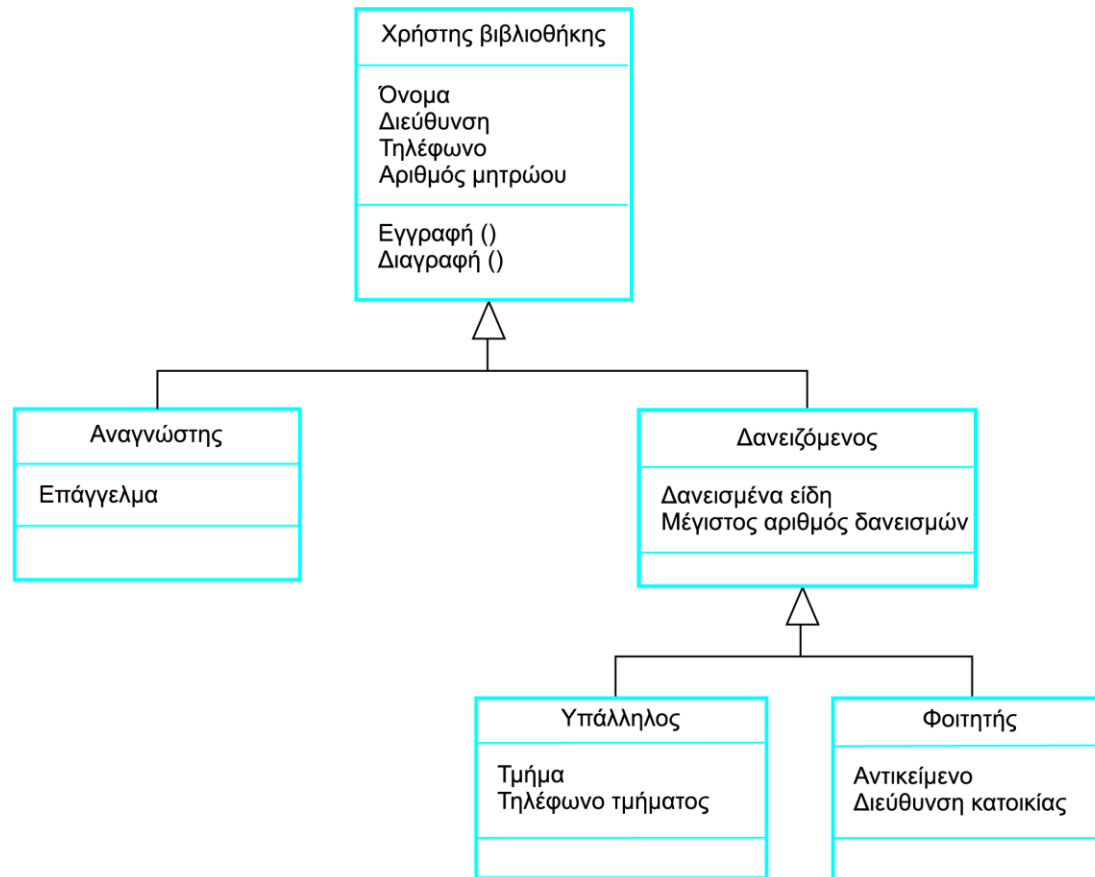 Χρήστης βιβλιοθήκης
Όνομα
Διεύθυνση
Τηλέφωνο
Αριθμός μητρώου
Εγγραφή ()
Διαγραφή ()
Αναγνώστης
Επάγγελμα
Δανειζόμενος
Δανεισμένα είδη
Μέγιστος αριθμός δανεισμών
Υπάλληλος
Τμήμα
Τηλέφωνο τμήματος
Φοιτητής
Αντικείμενο
Διεύθυνση κατοικίας